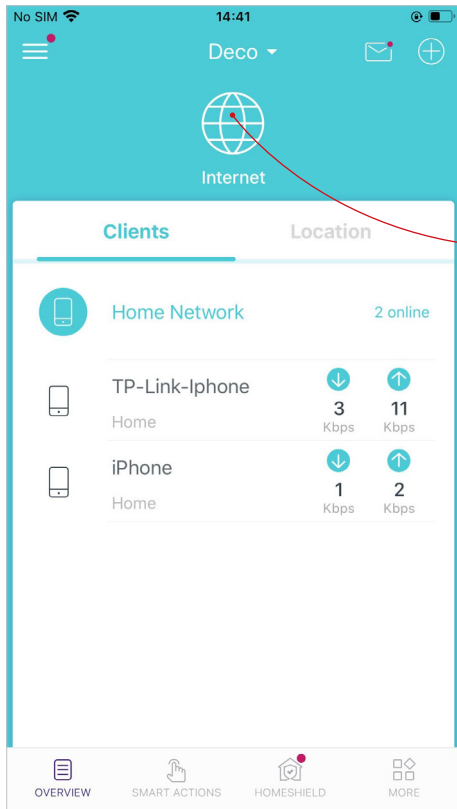 No SIM 14:41
Deco
Internet
Clients Location
Home Network 2 online
TP-Link-Iphone
Home
3 11
Kbps Kbps
iPhone
Home
1 2
Kbps Kbps
OVERVIEW SMART ACTIONS HOMESHIELD MORE